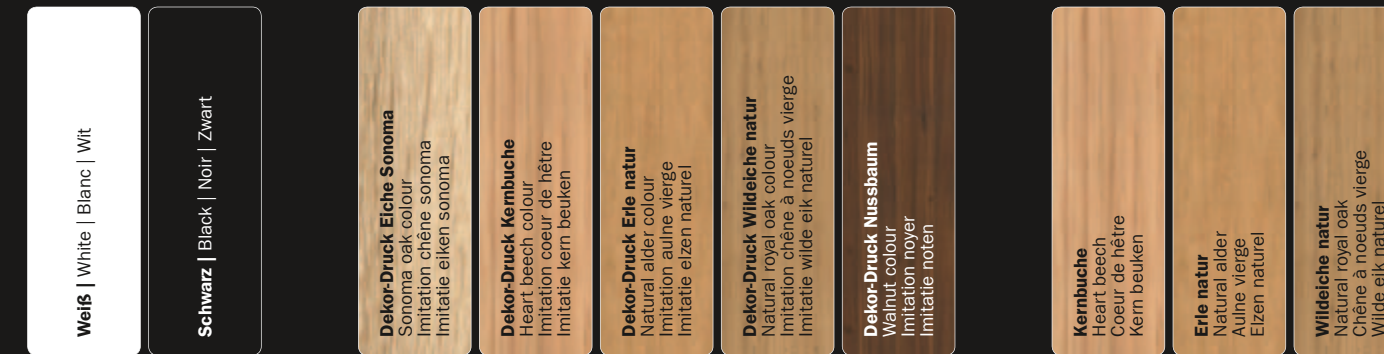 Weiß | White | Blanc | Wit
Schwarz | Black | Noir | Zwart
Dekor-Druck Eiche Sonoma
Sonoma oak colour
Imitation chêne sonoma
Imitatie eiken sonoma
Dekor-Druck Kernbuche
Heart beech colour
Imitation coeur de hêtre
Imitatie kern beuken
Dekor-Druck Erle natur
Natural alder colour
Imitation aulne vierge
Imitatie elzen naturel
Dekor-Druck Wildeiche natur
Natural royal oak colour
Imitation chêne à noeuds vierge
Imitatie wilde eik naturel
Dekor-Druck Nussbaum
Walnut colour
Imitation noyer
Imitatie noten
Kernbuche
Heart beech
Coeur de hêtre
Kern beuken
Erle natur
Natural alder
Aulne vierge
Elzen naturel
Wildeiche natur
Natural royal oak
Chêne à noeuds vierge
Wilde eik naturel